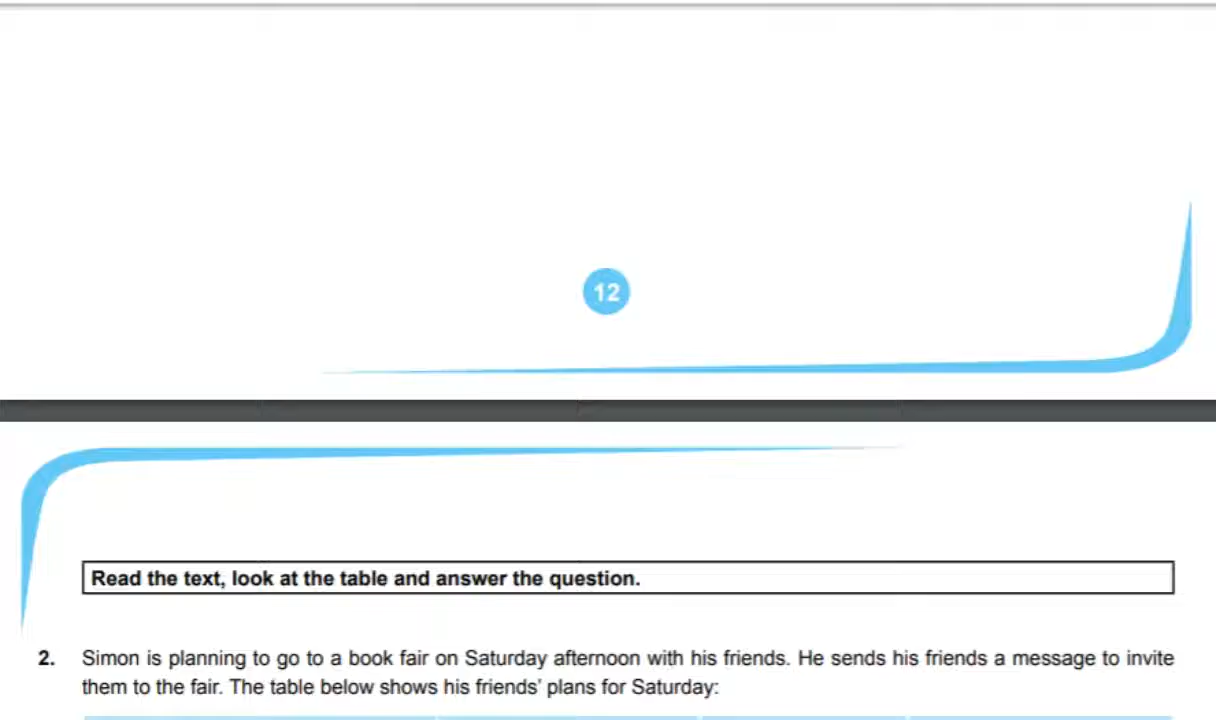 12
Read the text, look at the table and answer the question.
2. Simon is planning to go to a book fair on Saturday afternoon with his friends. He sends his friends a message to invite
them to the fair. The table below shows his friends' plans for Saturday: